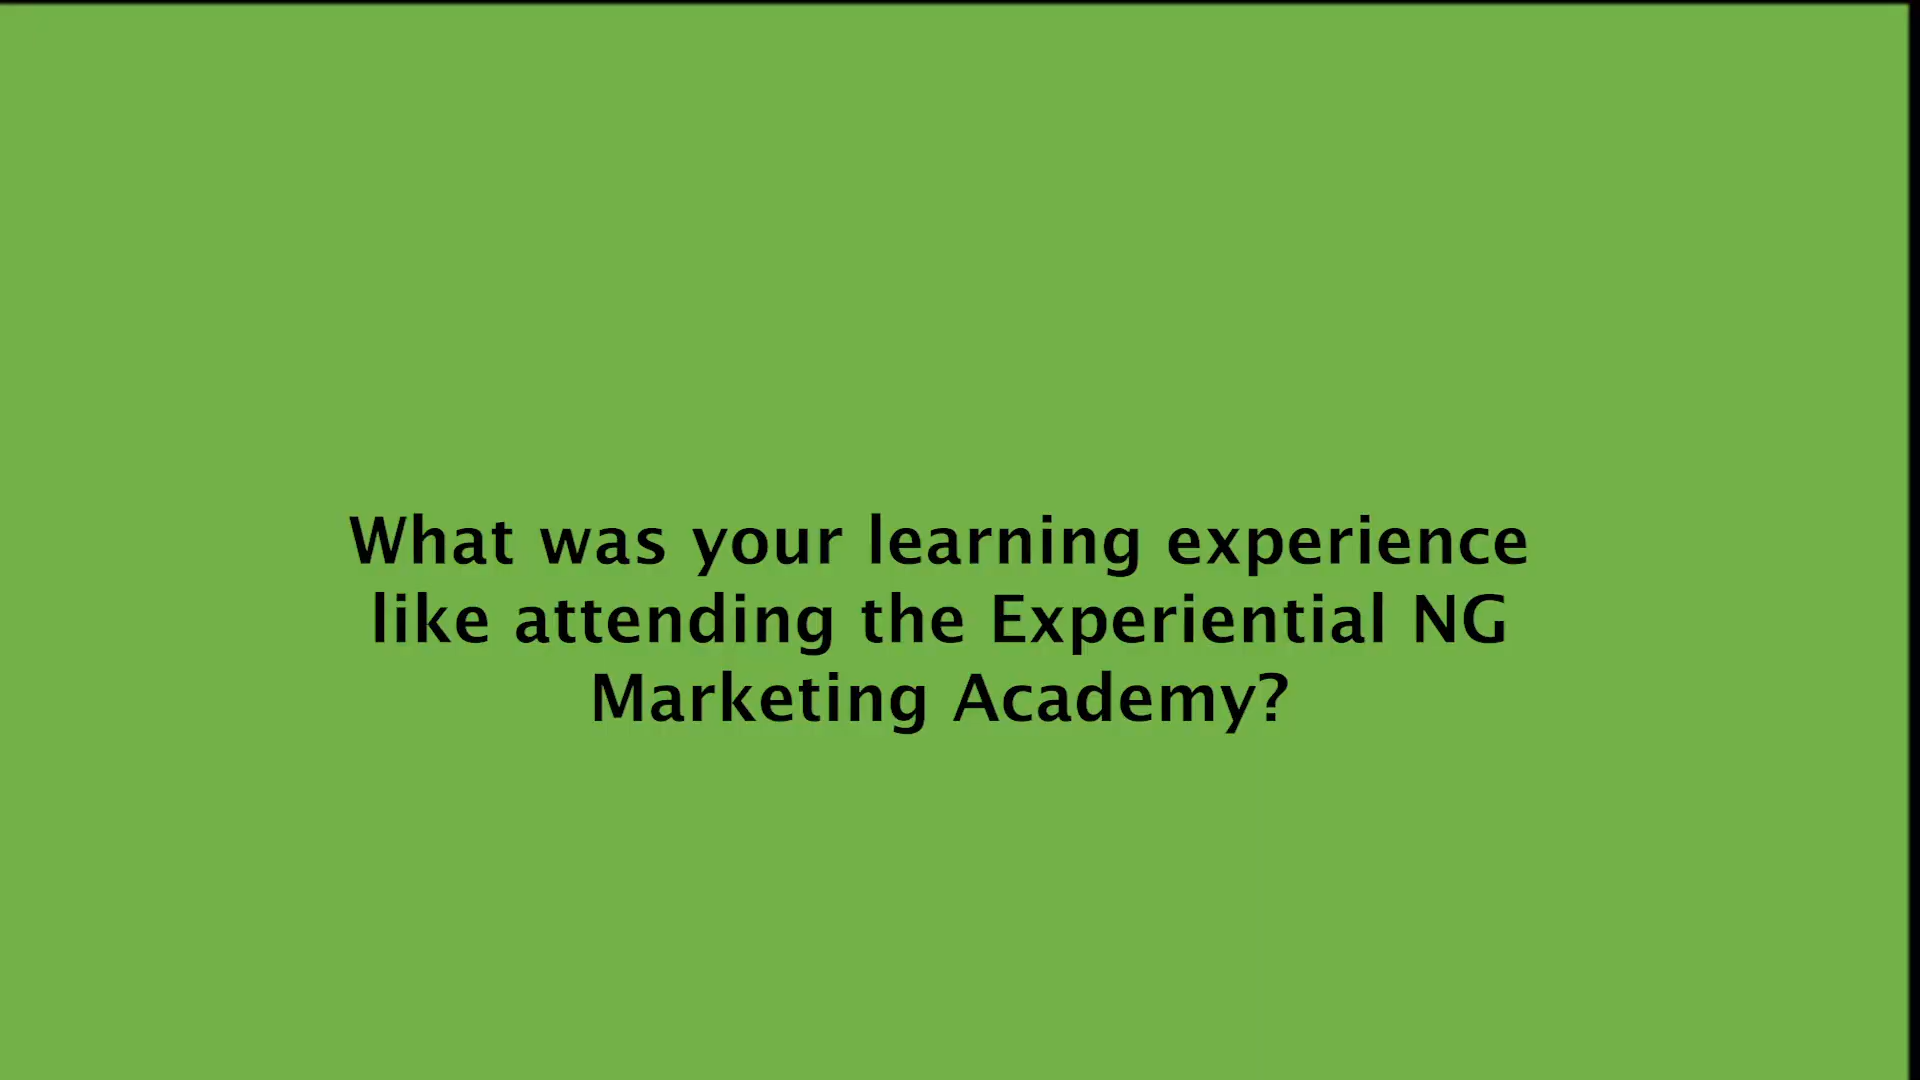 What was your learning experience
like attending the Experiential NG
Marketing Academy?